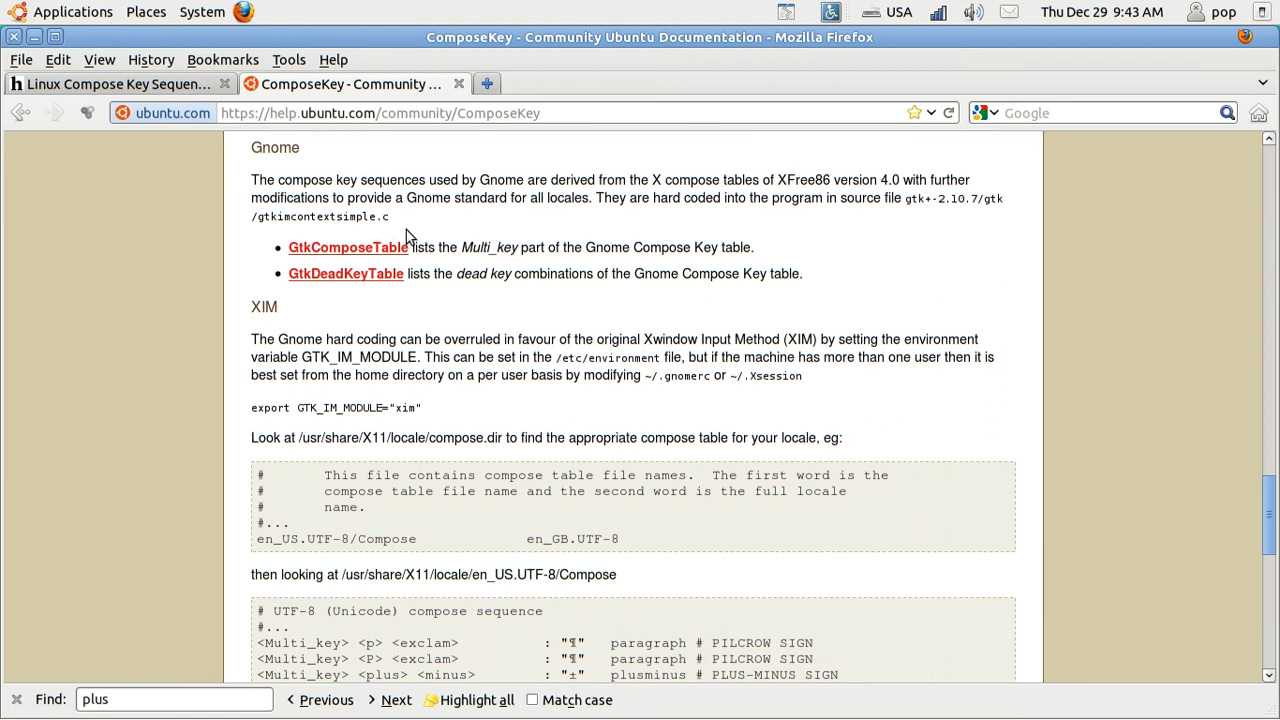 Applications Places System USA Thu Dec 29 9:43 AM pop
ComposeKey - Community Ubuntu Documentation - Mozilla Firefox
File Edit View History Bookmarks Tools Help
h Linux Compose Key Sequen... ComposeKey - Community ...
ubuntu.com https://help.ubuntu.com/community/ComposeKey Google
Gnome
The compose key sequences used by Gnome are derived from the X compose tables of XFree86 version 4.0 with further
modifications to provide a Gnome standard for all locales. They are hard coded into the program in source file gtk+-2.10.7/gtk
/gtkimcontextsimple.c
• GtkComposeTable lists the Multi_key part of the Gnome Compose Key table.
• GtkDeadKeyTable lists the dead key combinations of the Gnome Compose Key table.
XIM
The Gnome hard coding can be overruled in favour of the original Xwindow Input Method (XIM) by setting the environment
variable GTK_IM_MODULE. This can be set in the /etc/environment file, but if the machine has more than one user then it is
best set from the home directory on a per user basis by modifying ~/.gnomerc or ~/.Xsession
export GTK_IM_MODULE="xim"
Look at /usr/share/X11/locale/compose.dir to find the appropriate compose table for your locale, eg:
# This file contains compose table file names. The first word is the
# compose table file name and the second word is the full locale
# name.
#...
en_US.UTF-8/Compose en_GB.UTF-8
then looking at /usr/share/X11/locale/en_US.UTF-8/Compose
# UTF-8 (Unicode) compose sequence
#...
<Multi_key> <p> <exclam> : "¶" paragraph # PILCROW SIGN
<Multi_key> <P> <exclam> : "¶" paragraph # PILCROW SIGN
<Multi_key> <plus> <minus> : "±" plusminus # PLUS-MINUS SIGN
Find: plus Previous Next Highlight all Match case